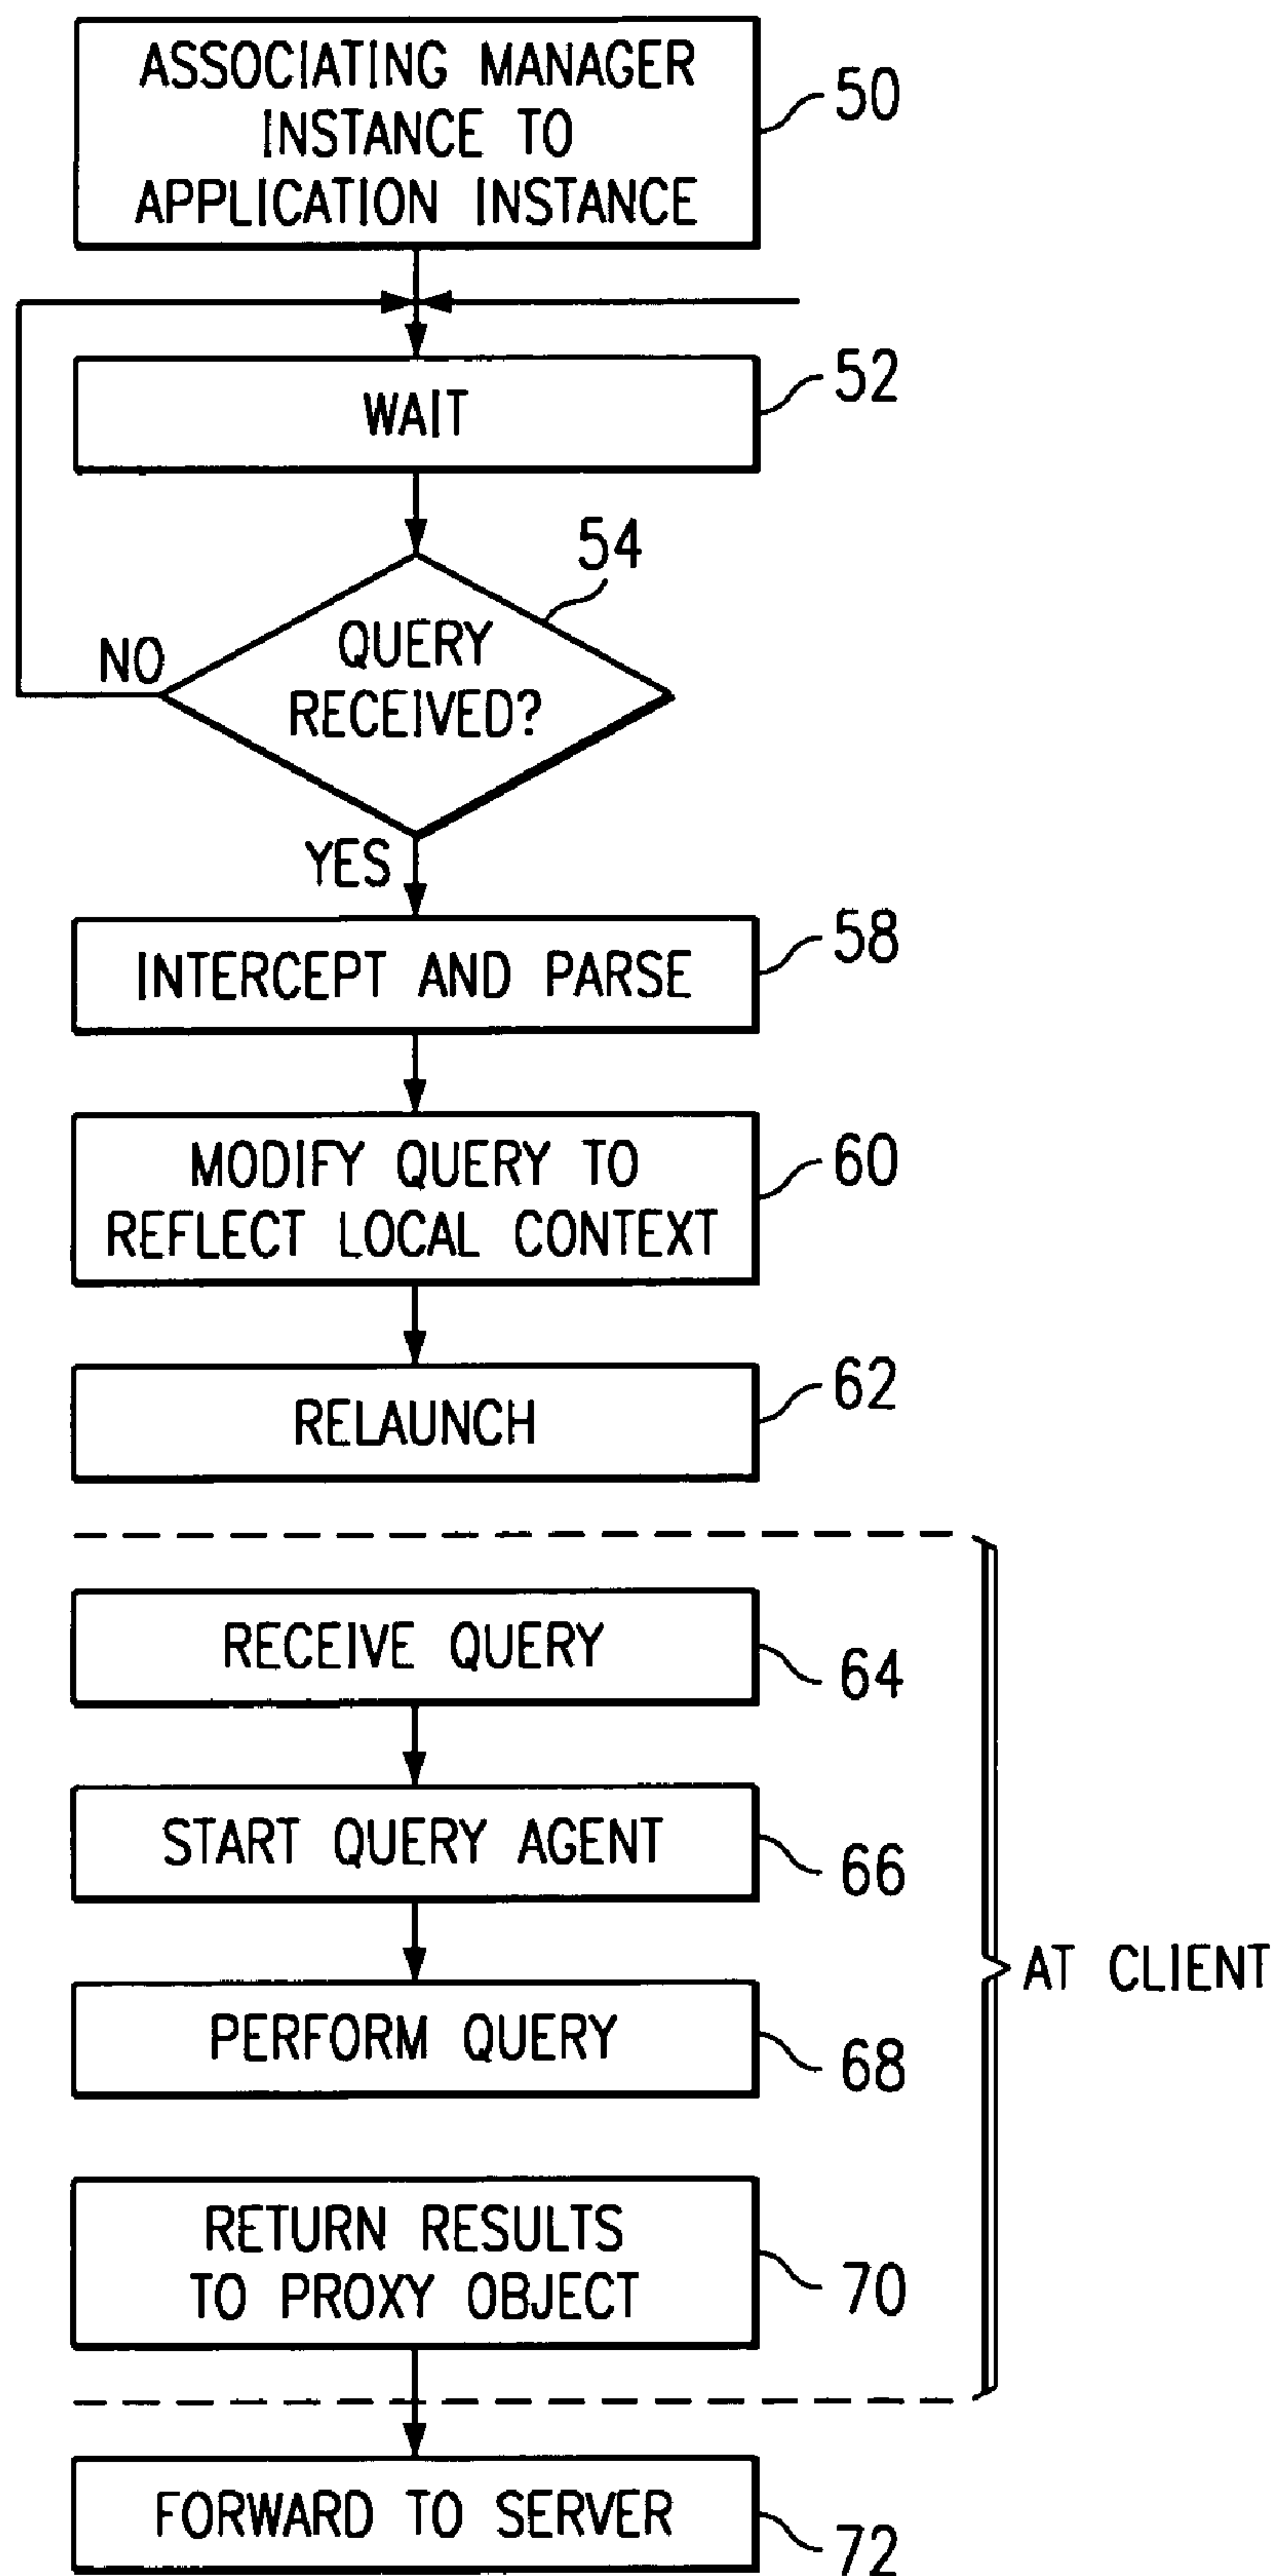 ASSOCIATING MANAGER
INSTANCE TO
APPLICATION INSTANCE
50
WAIT
52
54
QUERY
RECEIVED?
NO
YES
INTERCEPT AND PARSE
58
MODIFY QUERY TO
REFLECT LOCAL CONTEXT
60
RELAUNCH
62
RECEIVE QUERY
64
START QUERY AGENT
66
AT CLIENT
PERFORM QUERY
68
RETURN RESULTS
TO PROXY OBJECT
70
FORWARD TO SERVER
72